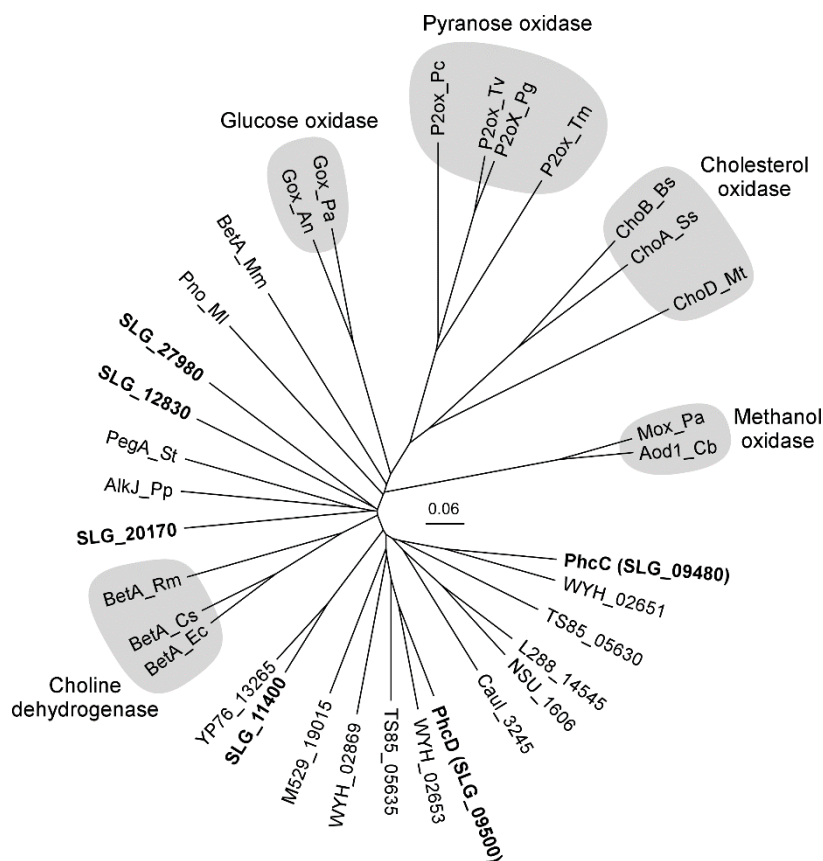 Pyranose oxidase
P2ox_Pc
P2ox_Tv
P2oX_Pg
P2ox_Tm
Glucose oxidase
Gox_Pa
Gox_An
Cholesterol
oxidase
ChoB_Bs
ChoA_Ss
ChoD_Mt
BetA_Mm
Pno_Ml
SLG_27980
SLG_12830
PegA_St
AlkJ_Pp
SLG_20170
Methanol
oxidase
Mox_Pa
Aod1_Cb
0.06
BetA_Rm
BetA_Cs
BetA_Ec
Choline
dehydrogenase
YP76_13265
SLG_11400
M529_19015
WYH_02869
TS85_05635
WYH_02653
PhcD (SLG_09500)
Caul_3245
NSU_1606
L288_14545
TS85_05630
WYH_02651
PhcC (SLG_09480)